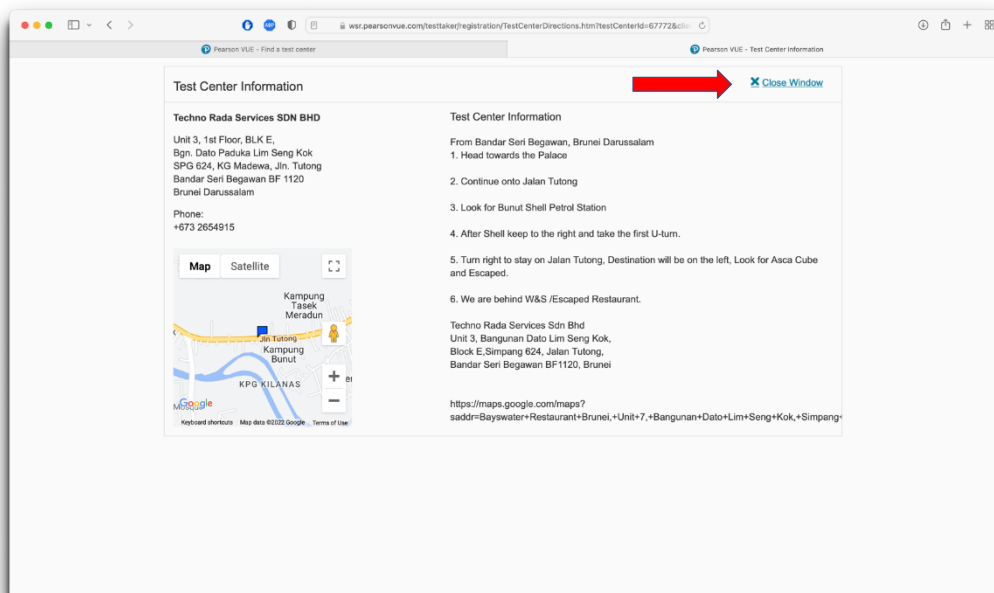 wsr.pearsonvue.com/testtaker/registration/TestCenterDirections.htm?testCenterId=67772&clie
Pearson VUE - Find a test center
Pearson VUE - Test Center Information
Test Center Information
Close Window
Techno Rada Services SDN BHD
Unit 3, 1st Floor, BLK E,
Bgn. Dato Paduka Lim Seng Kok
SPG 624, KG Madewa, Jln. Tutong
Bandar Seri Begawan BF 1120
Brunei Darussalam
Phone:
+673 2654915
Map
Satellite
Kampung
Tasek
Meradun
Jln Tutong
Kampung
Bunut
KPG KILANAS
Google
Keyboard shortcuts
Map data ©2022 Google
Terms of Use
Test Center Information
From Bandar Seri Begawan, Brunei Darussalam
1. Head towards the Palace
2. Continue onto Jalan Tutong
3. Look for Bunut Shell Petrol Station
4. After Shell keep to the right and take the first U-turn.
5. Turn right to stay on Jalan Tutong, Destination will be on the left, Look for Asca Cube
and Escaped.
6. We are behind W&S /Escaped Restaurant.
Techno Rada Services Sdn Bhd
Unit 3, Bangunan Dato Lim Seng Kok,
Block E,Simpang 624, Jalan Tutong,
Bandar Seri Begawan BF1120, Brunei
https://maps.google.com/maps?
saddr=Bayswater+Restaurant+Brunei,+Unit+7,+Bangunan+Dato+Lim+Seng+Kok,+Simpang+